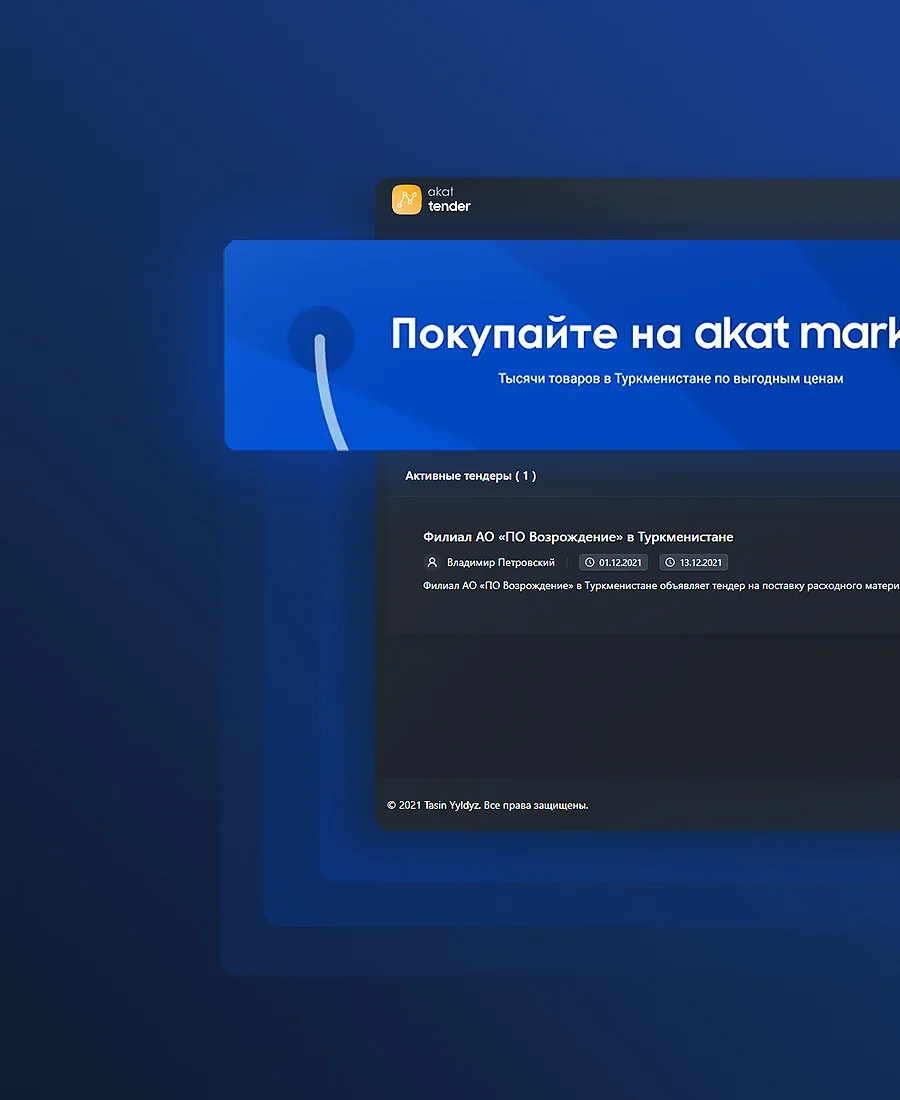 akat
tender
Покупайте на akat mark
Тысячи товаров в Туркменистане по выгодным ценам
Активные тендеры ( 1 )
Филиал АО «ПО Возрождение» в Туркменистане
Владимир Петровский | 01.12.2021 13.12.2021
Филиал АО «ПО Возрождение» в Туркменистане объявляет тендер на поставку расходного матери
© 2021 Tasin Yyldyz. Все права защищены.